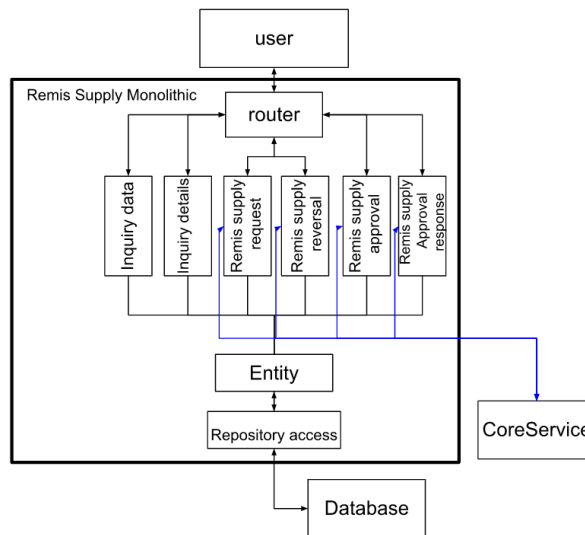 user
Remis Supply Monolithic
router
Inquiry data
Inquiry details
Remis supply
request
Remis supply
reversal
Remis supply
approval
Remis supply
Approval
response
Entity
Repository access
CoreService
Database